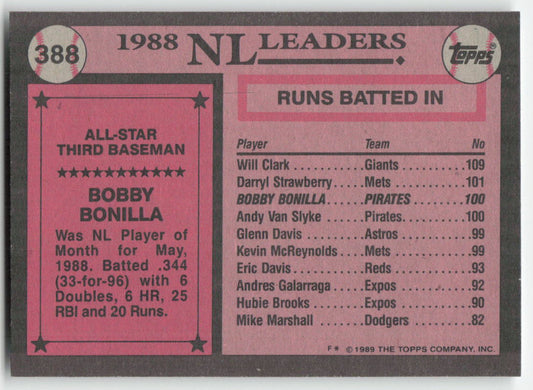 388
1988 NL LEADERS
topps®
ALL-STAR
THIRD BASEMAN
BOBBY
BONILLA
Was NL Player of
Month for May,
1988. Batted .344
(33-for-96) with 6
Doubles, 6 HR, 25
RBI and 20 Runs.
RUNS BATTED IN
Player Team No
Will Clark.......Giants........109
Darryl Strawberry.....Mets.........101
BOBBY BONILLA....PIRATES........100
Andy Van Slyke.....Pirates........100
Glenn Davis.......Astros.........99
Kevin McReynolds....Mets..........99
Eric Davis........Reds..........93
Andres Galarraga.....Expos.........92
Hubie Brooks......Expos.........90
Mike Marshall......Dodgers........82
F* © 1989 THE TOPPS COMPANY, INC.